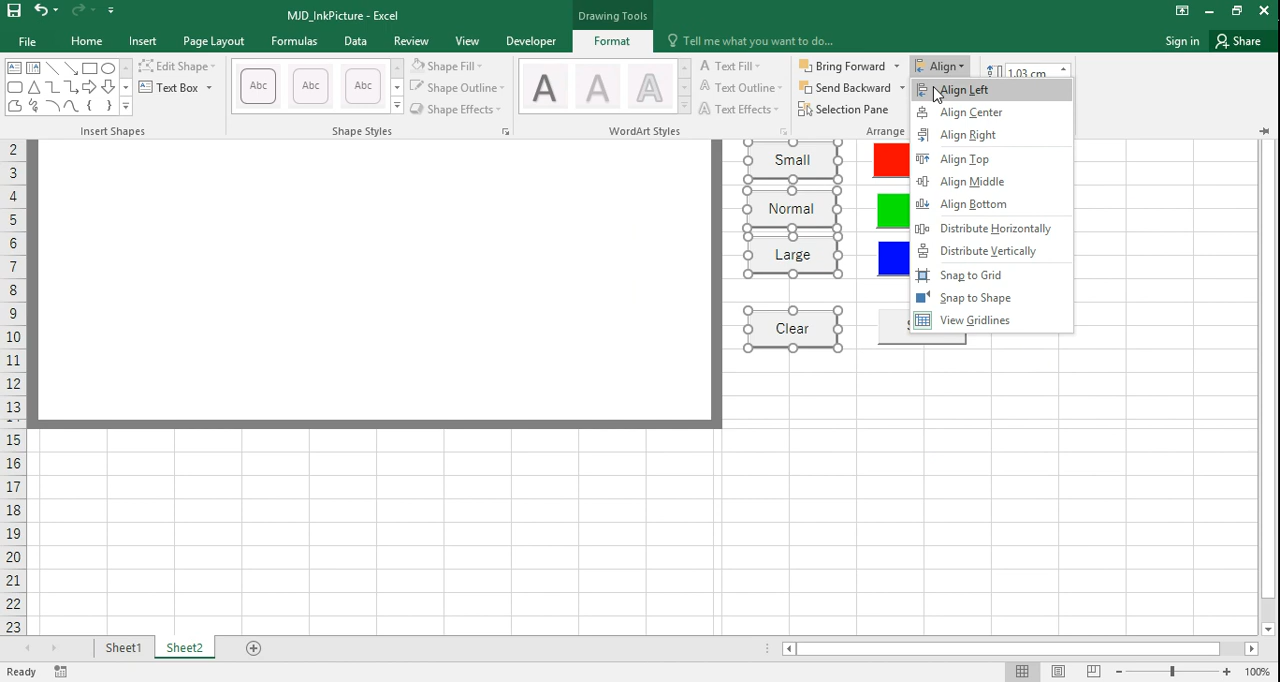 MJD_InkPicture - Excel
Drawing Tools
File Home Insert Page Layout Formulas Data Review View Developer Format Tell me what you want to do... Sign in Share
Edit Shape
Text Box
Insert Shapes
Abc Abc Abc
Shape Fill
Shape Outline
Shape Effects
Shape Styles
A A A
Text Fill
Text Outline
Text Effects
WordArt Styles
Bring Forward
Send Backward
Selection Pane
Arrange
Align
1.03 cm
Align Left
Align Center
Align Right
Align Top
Align Middle
Align Bottom
Distribute Horizontally
Distribute Vertically
Snap to Grid
Snap to Shape
View Gridlines
Small
Normal
Large
Clear
2
3
4
5
6
7
8
9
10
11
12
13
15
16
17
18
19
20
21
22
23
Sheet1 Sheet2
Ready
100%